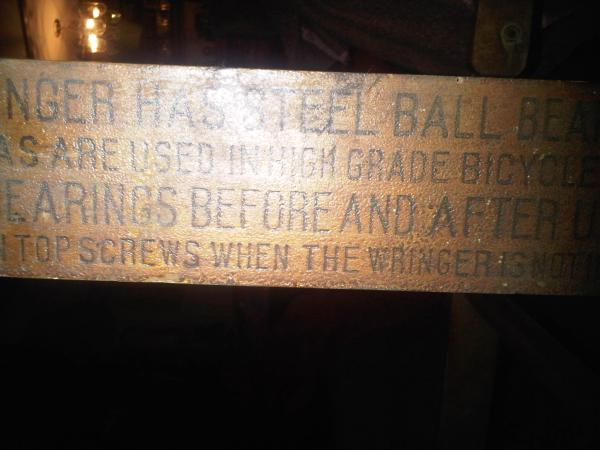 NGER HAS STEEL BALL BEA
AS ARE USED IN HIGH GRADE BICYCLE
EARINGS BEFORE AND AFTER U
TOP SCREWS WHEN THE WRINGER IS NOT